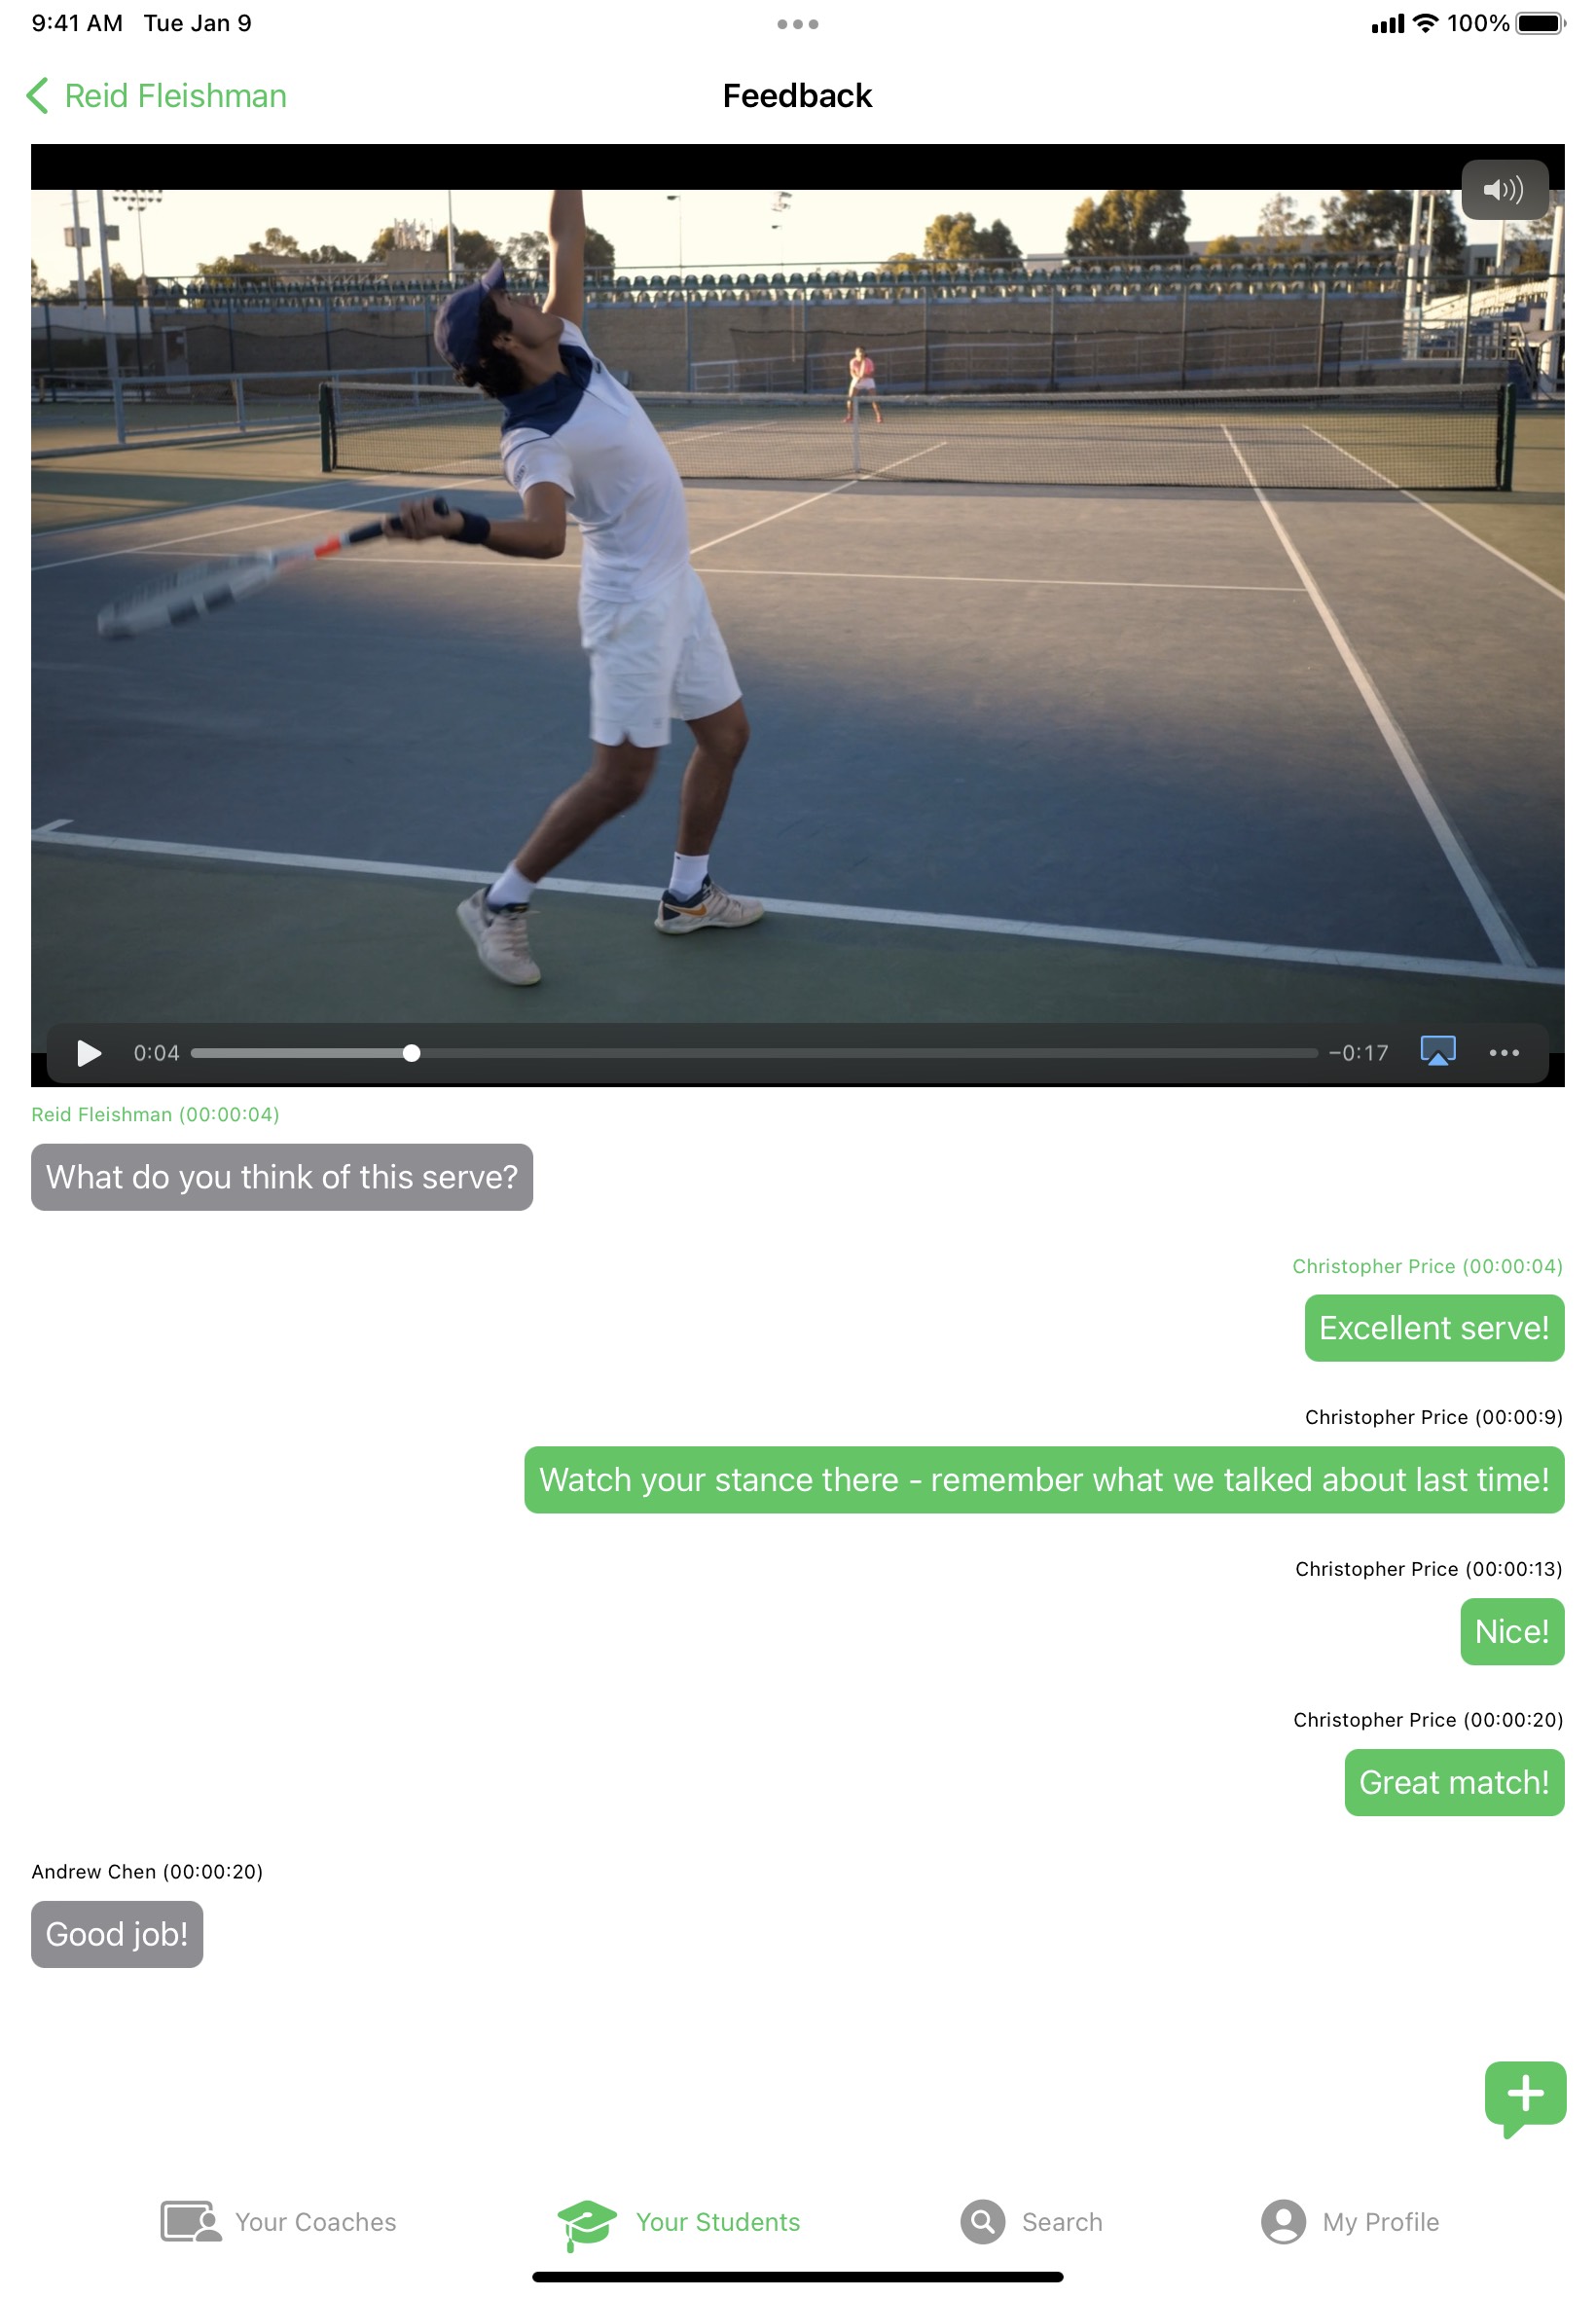 9:41 AM Tue Jan 9
100%
Reid Fleishman
Feedback
0:04
−0:17
Reid Fleishman (00:00:04)
What do you think of this serve?
Christopher Price (00:00:04)
Excellent serve!
Christopher Price (00:00:9)
Watch your stance there - remember what we talked about last time!
Christopher Price (00:00:13)
Nice!
Christopher Price (00:00:20)
Great match!
Andrew Chen (00:00:20)
Good job!
Your Coaches
Your Students
Search
My Profile